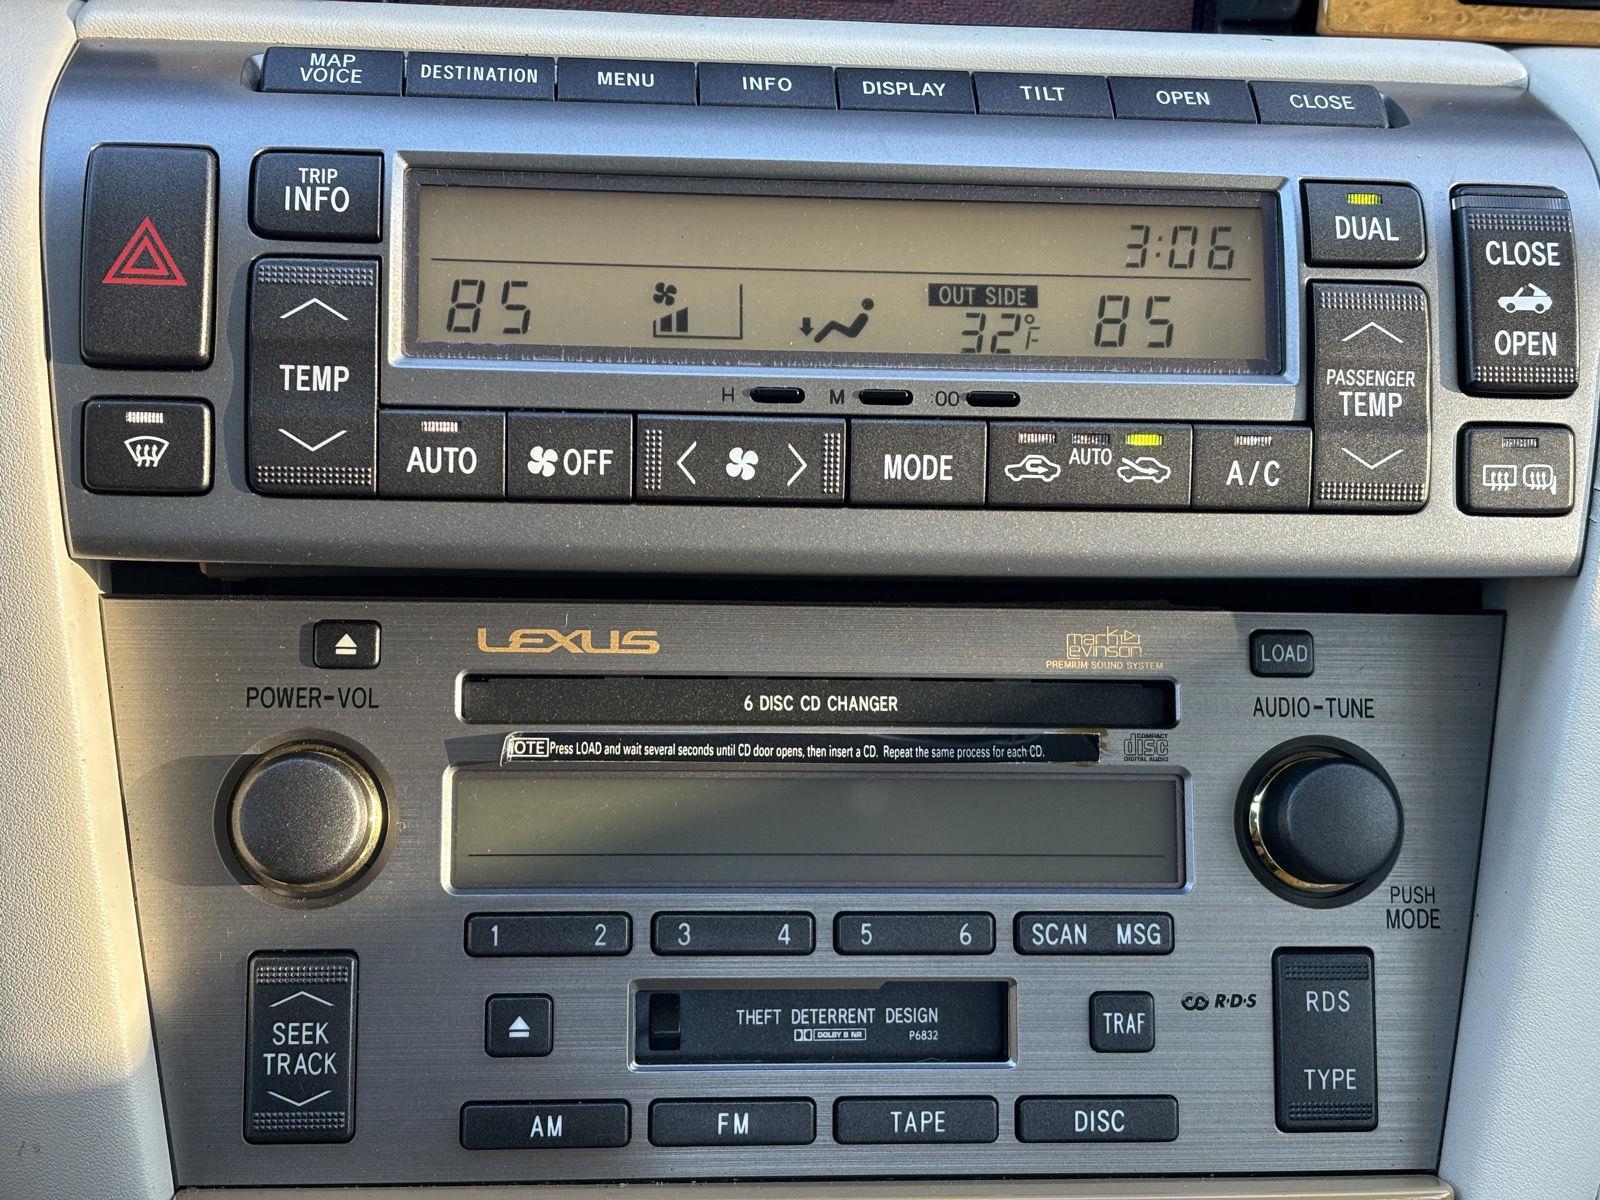 MAP
VOICE
DESTINATION
MENU
INFO
DISPLAY
TILT
OPEN
CLOSE
TRIP
INFO
3:06
DUAL
85
OUT SIDE
32°F
85
CLOSE
OPEN
TEMP
PASSENGER
TEMP
H
M
:00
AUTO
OFF
MODE
AUTO
A/C
LEXUS
mark
levinson
PREMIUM SOUND SYSTEM
LOAD
POWER-VOL
6 DISC CD CHANGER
AUDIO-TUNE
NOTE Press LOAD and wait several seconds until CD door opens, then insert a CD. Repeat the same process for each CD.
COMPACT
disc
DIGITAL AUDIO
PUSH
MODE
1 2
3 4
5 6
SCAN MSG
SEEK
TRACK
THEFT DETERRENT DESIGN
DOLBY B NR
P6832
TRAF
R·D·S
RDS
TYPE
AM
FM
TAPE
DISC